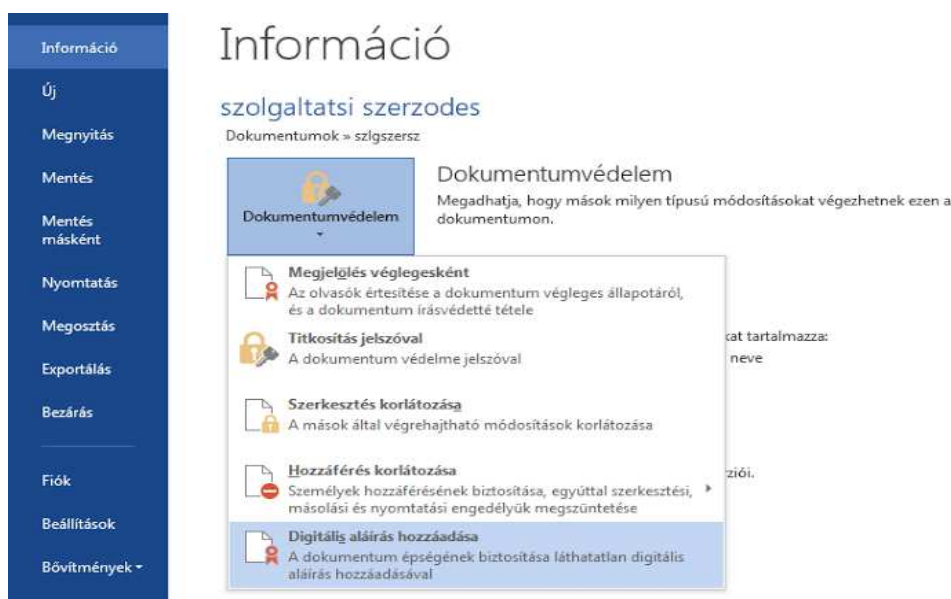 Információ
Új
Megnyitás
Mentés
Mentés
másként
Nyomtatás
Megosztás
Exportálás
Bezárás
Fiók
Beállítások
Bővítmények
Információ
szolgaltatsi szerzodes
Dokumentumok » szlgszersz
Dokumentumvédelem
Dokumentumvédelem
Megadhatja, hogy mások milyen típusú módosításokat végezhetnek ezen a
dokumentumon.
Megjelölés véglegesként
Az olvasók értesítése a dokumentum végleges állapotáról,
és a dokumentum írásvédetté tétele
Titkosítás jelszóval
A dokumentum védelme jelszóval
Szerkesztés korlátozása
A mások által végrehajtható módosítások korlátozása
Hozzáférés korlátozása
Személyek hozzáférésének biztosítása, egyúttal szerkesztési,
másolási és nyomtatási engedélyük megszüntetése
Digitális aláírás hozzáadása
A dokumentum épségének biztosítása láthatatlan digitális
aláírás hozzáadásával
at tartalmazza:
neve
ziói.